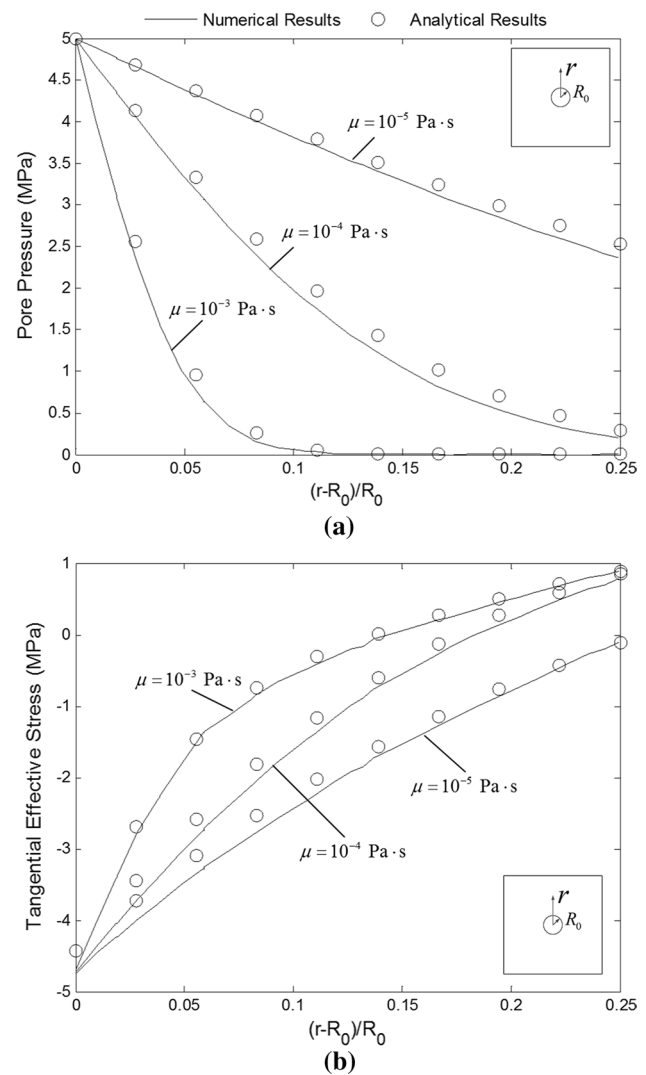 Numerical Results Analytical Results
5
4.5
4
3.5
3
2.5
2
1.5
1
0.5
0
Pore Pressure (MPa)
r
R₀
μ=10⁻⁵ Pa·s
μ=10⁻⁴ Pa·s
μ=10⁻³ Pa·s
0 0.05 0.1 0.15 0.2 0.25
(r-R₀)/R₀
(a)
1
0
-1
-2
-3
-4
-5
Tangential Effective Stress (MPa)
μ=10⁻³ Pa·s
μ=10⁻⁵ Pa·s
μ=10⁻⁴ Pa·s
r
R₀
0 0.05 0.1 0.15 0.2 0.25
(r-R₀)/R₀
(b)